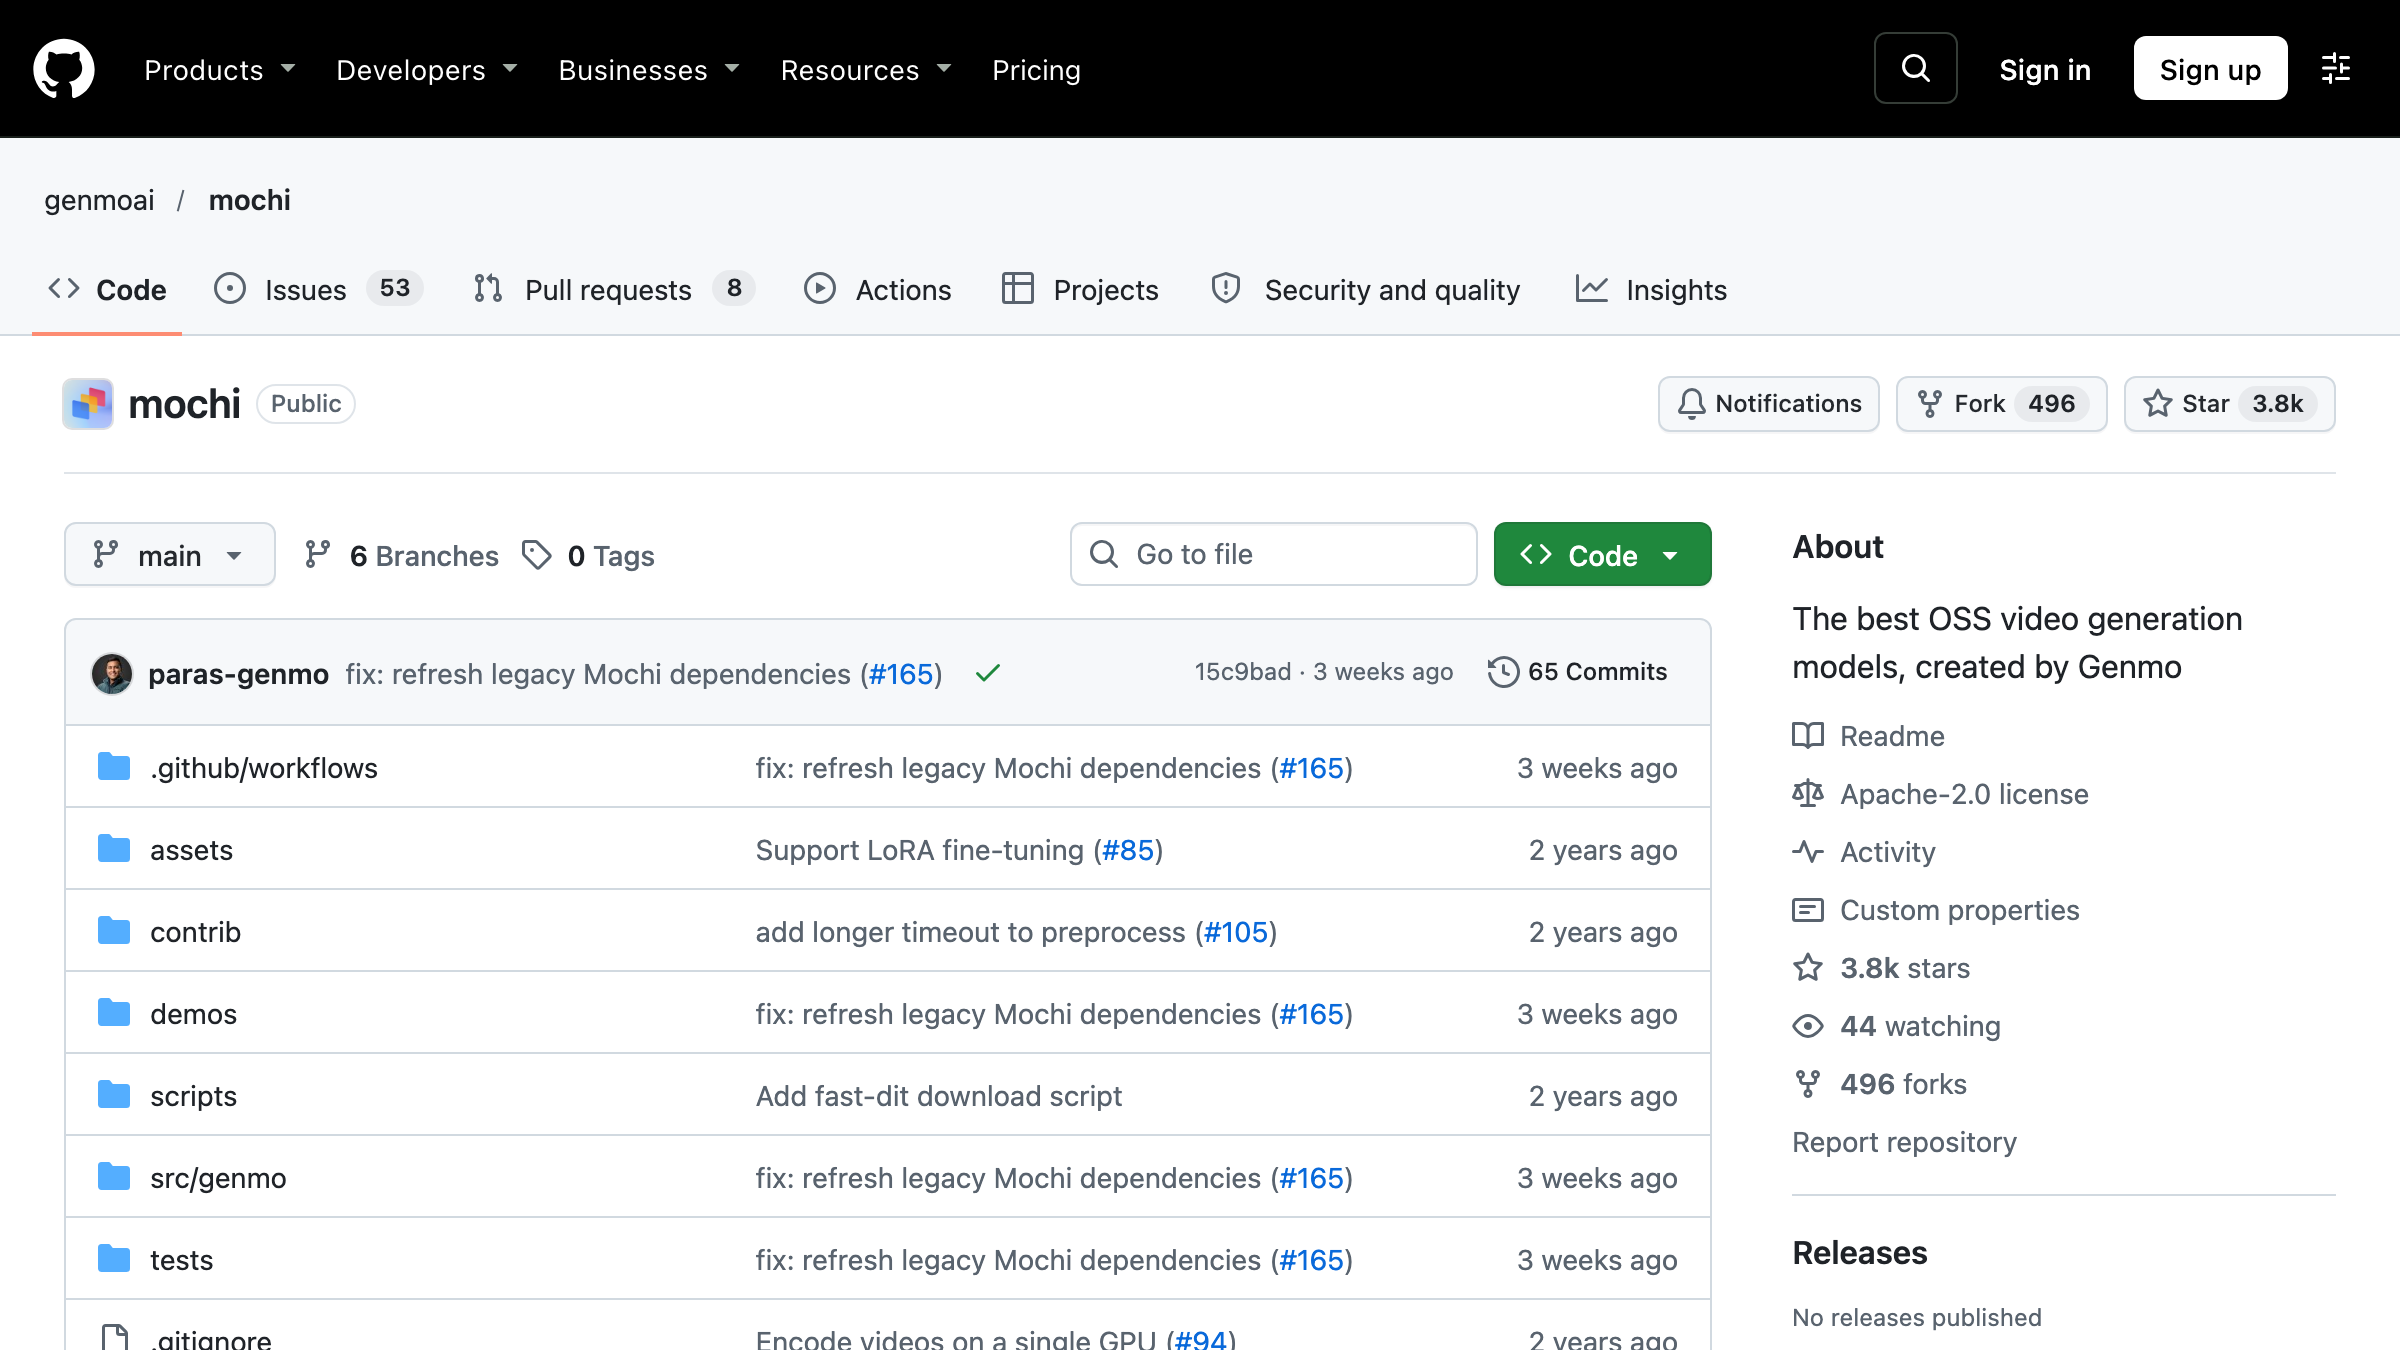 Products Developers Businesses Resources Pricing Sign in Sign up
genmoai / mochi
Code Issues 53 Pull requests 8 Actions Projects Security and quality Insights
mochi Public Notifications Fork 496 Star 3.8k
main 6 Branches 0 Tags Go to file Code
paras-genmo fix: refresh legacy Mochi dependencies (#165) 15c9bad · 3 weeks ago 65 Commits
.github/workflows fix: refresh legacy Mochi dependencies (#165) 3 weeks ago
assets Support LoRA fine-tuning (#85) 2 years ago
contrib add longer timeout to preprocess (#105) 2 years ago
demos fix: refresh legacy Mochi dependencies (#165) 3 weeks ago
scripts Add fast-dit download script 2 years ago
src/genmo fix: refresh legacy Mochi dependencies (#165) 3 weeks ago
tests fix: refresh legacy Mochi dependencies (#165) 3 weeks ago
.gitignore Encode videos on a single GPU (#94) 2 years ago
About
The best OSS video generation
models, created by Genmo
Readme
Apache-2.0 license
Activity
Custom properties
3.8k stars
44 watching
496 forks
Report repository
Releases
No releases published